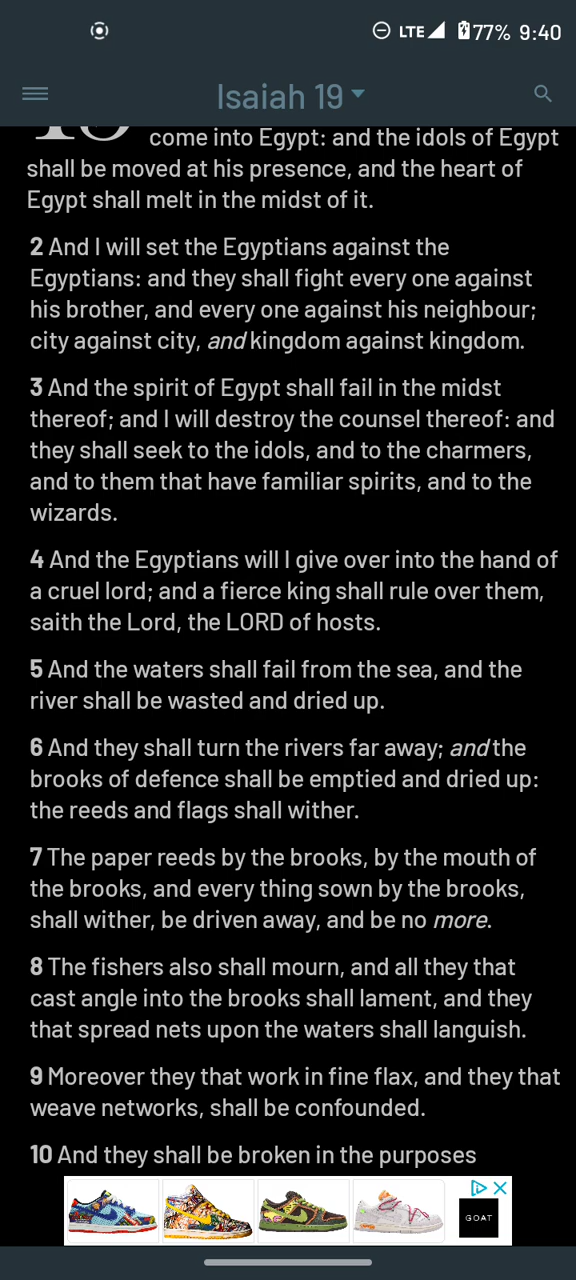 LTE 77% 9:40
Isaiah 19
come into Egypt: and the idols of Egypt
shall be moved at his presence, and the heart of
Egypt shall melt in the midst of it.
2 And I will set the Egyptians against the
Egyptians: and they shall fight every one against
his brother, and every one against his neighbour;
city against city, and kingdom against kingdom.
3 And the spirit of Egypt shall fail in the midst
thereof; and I will destroy the counsel thereof: and
they shall seek to the idols, and to the charmers,
and to them that have familiar spirits, and to the
wizards.
4 And the Egyptians will I give over into the hand of
a cruel lord; and a fierce king shall rule over them,
saith the Lord, the LORD of hosts.
5 And the waters shall fail from the sea, and the
river shall be wasted and dried up.
6 And they shall turn the rivers far away; and the
brooks of defence shall be emptied and dried up:
the reeds and flags shall wither.
7 The paper reeds by the brooks, by the mouth of
the brooks, and every thing sown by the brooks,
shall wither, be driven away, and be no more.
8 The fishers also shall mourn, and all they that
cast angle into the brooks shall lament, and they
that spread nets upon the waters shall languish.
9 Moreover they that work in fine flax, and they that
weave networks, shall be confounded.
10 And they shall be broken in the purposes
GOAT